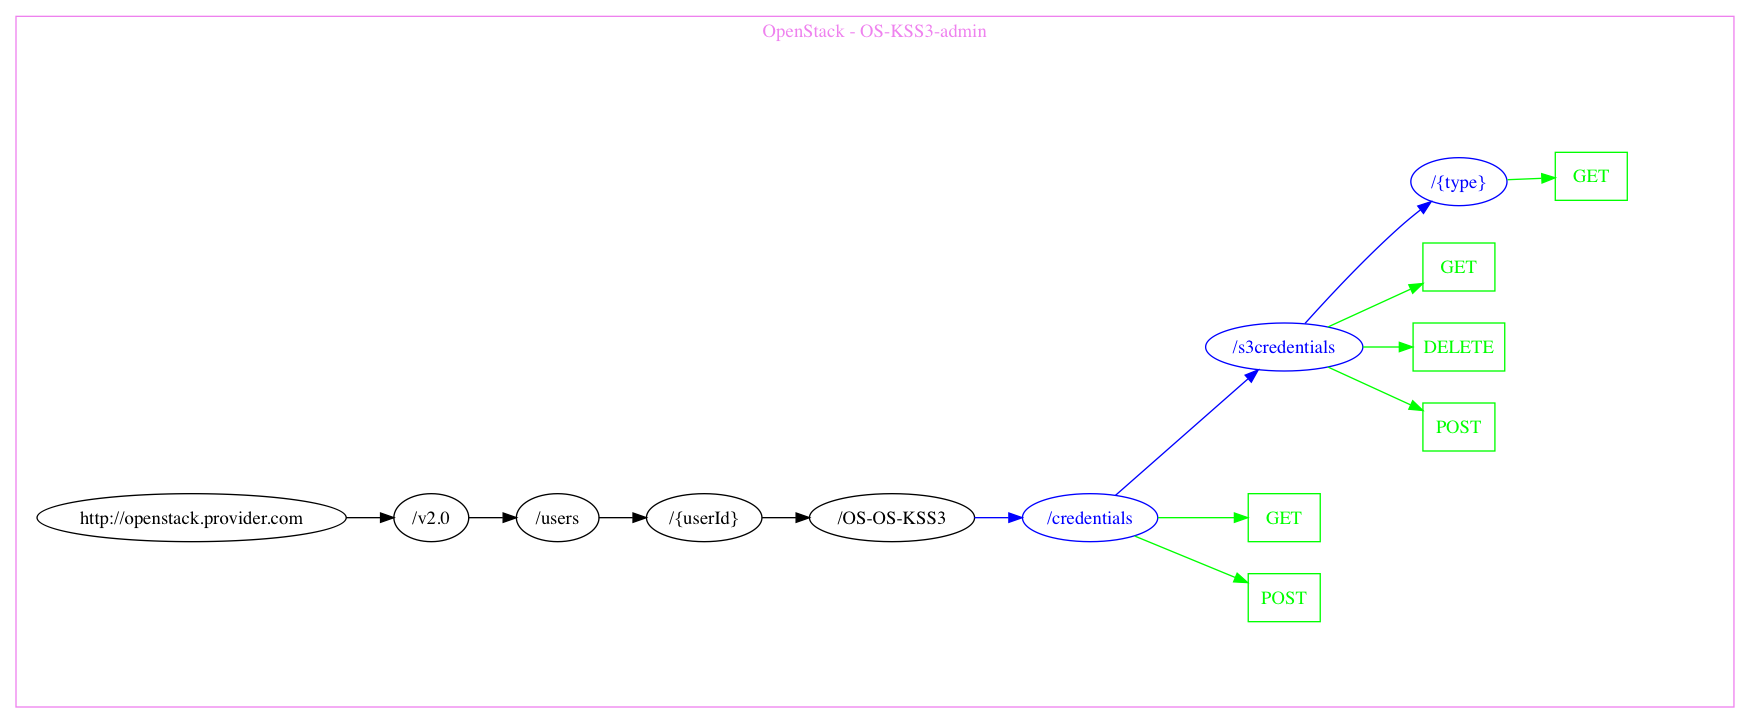 OpenStack - OS-KSS3-admin
/{type}
GET
GET
/s3credentials
DELETE
POST
http://openstack.provider.com
/v2.0
/users
/{userId}
/OS-OS-KSS3
/credentials
GET
POST